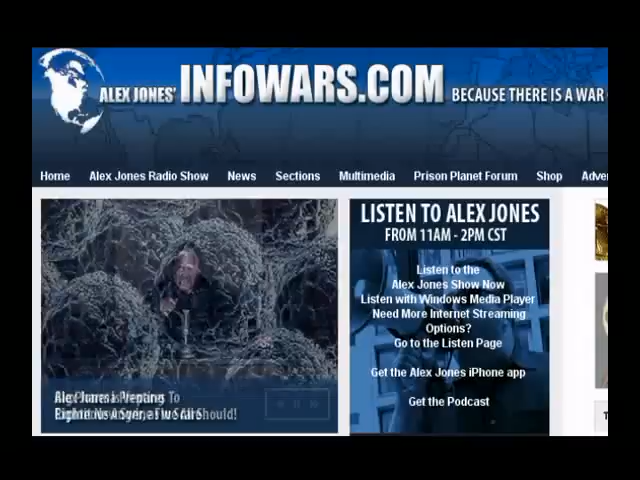 ALEX JONES' INFOWARS.COM BECAUSE THERE IS A WAR
Home Alex Jones Radio Show News Sections Multimedia Prison Planet Forum Shop Adve
LISTEN TO ALEX JONES
FROM 11AM - 2PM CST
Listen to the
Alex Jones Show Now
Listen with Windows Media Player
Need More Internet Streaming
Options?
Go to the Listen Page
Get the Alex Jones iPhone app
Get the Podcast